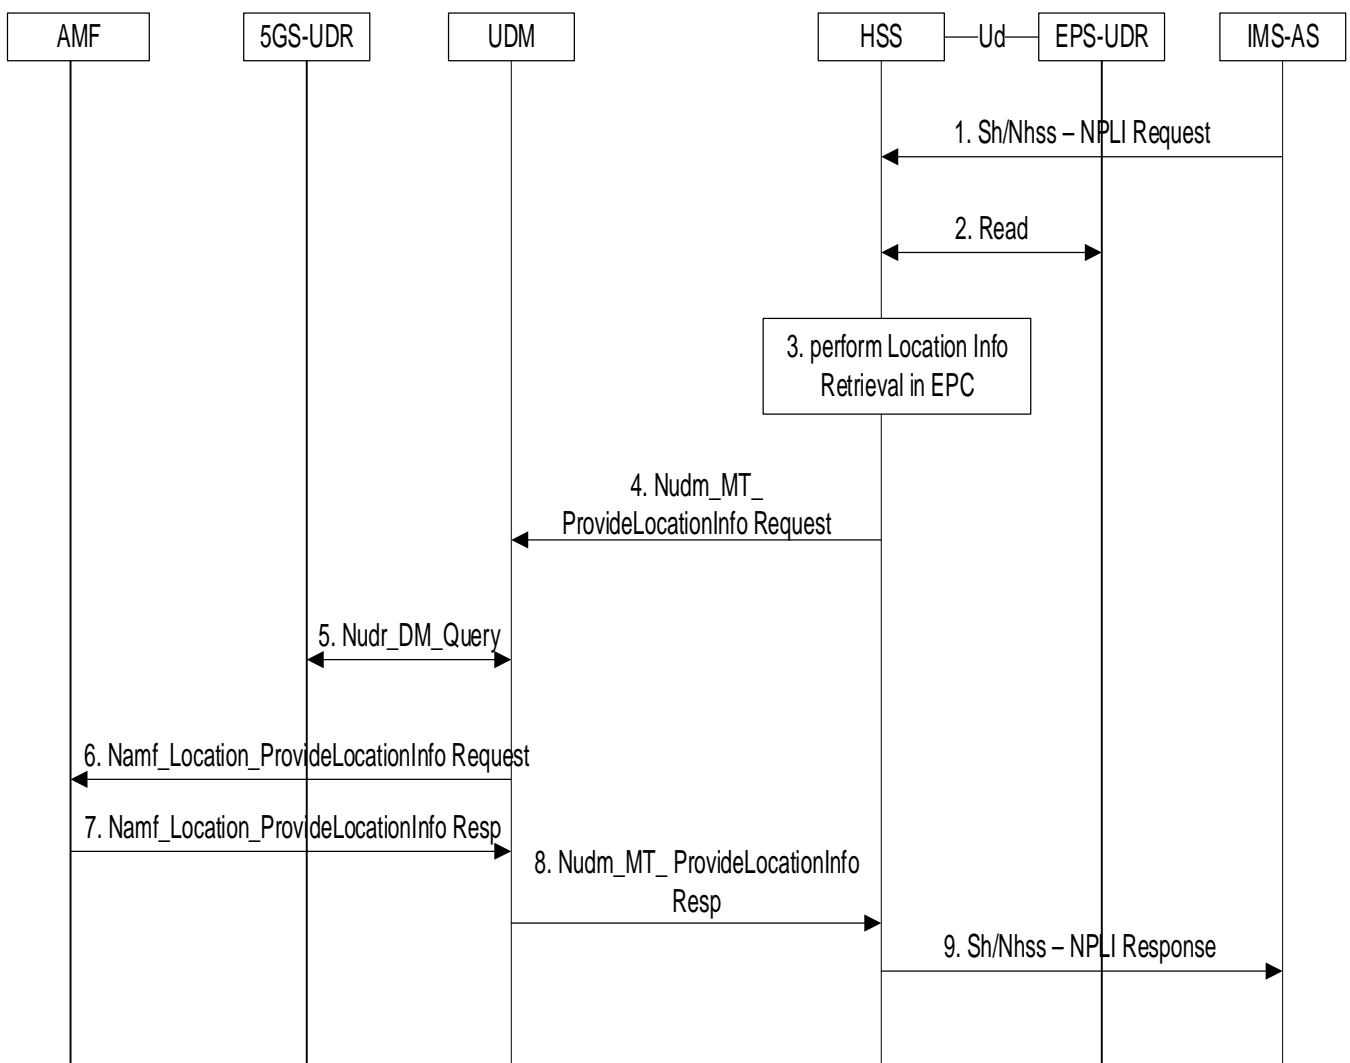 AMF
5GS-UDR
UDM
HSS
Ud
EPS-UDR
IMS-AS
1. Sh/Nhss – NPLI Request
2. Read
3. perform Location Info
Retrieval in EPC
4. Nudm_MT_
ProvideLocationInfo Request
5. Nudr_DM_Query
6. Namf_Location_ProvideLocationInfo Request
7. Namf_Location_ProvideLocationInfo Resp
8. Nudm_MT_ ProvideLocationInfo
Resp
9. Sh/Nhss – NPLI Response